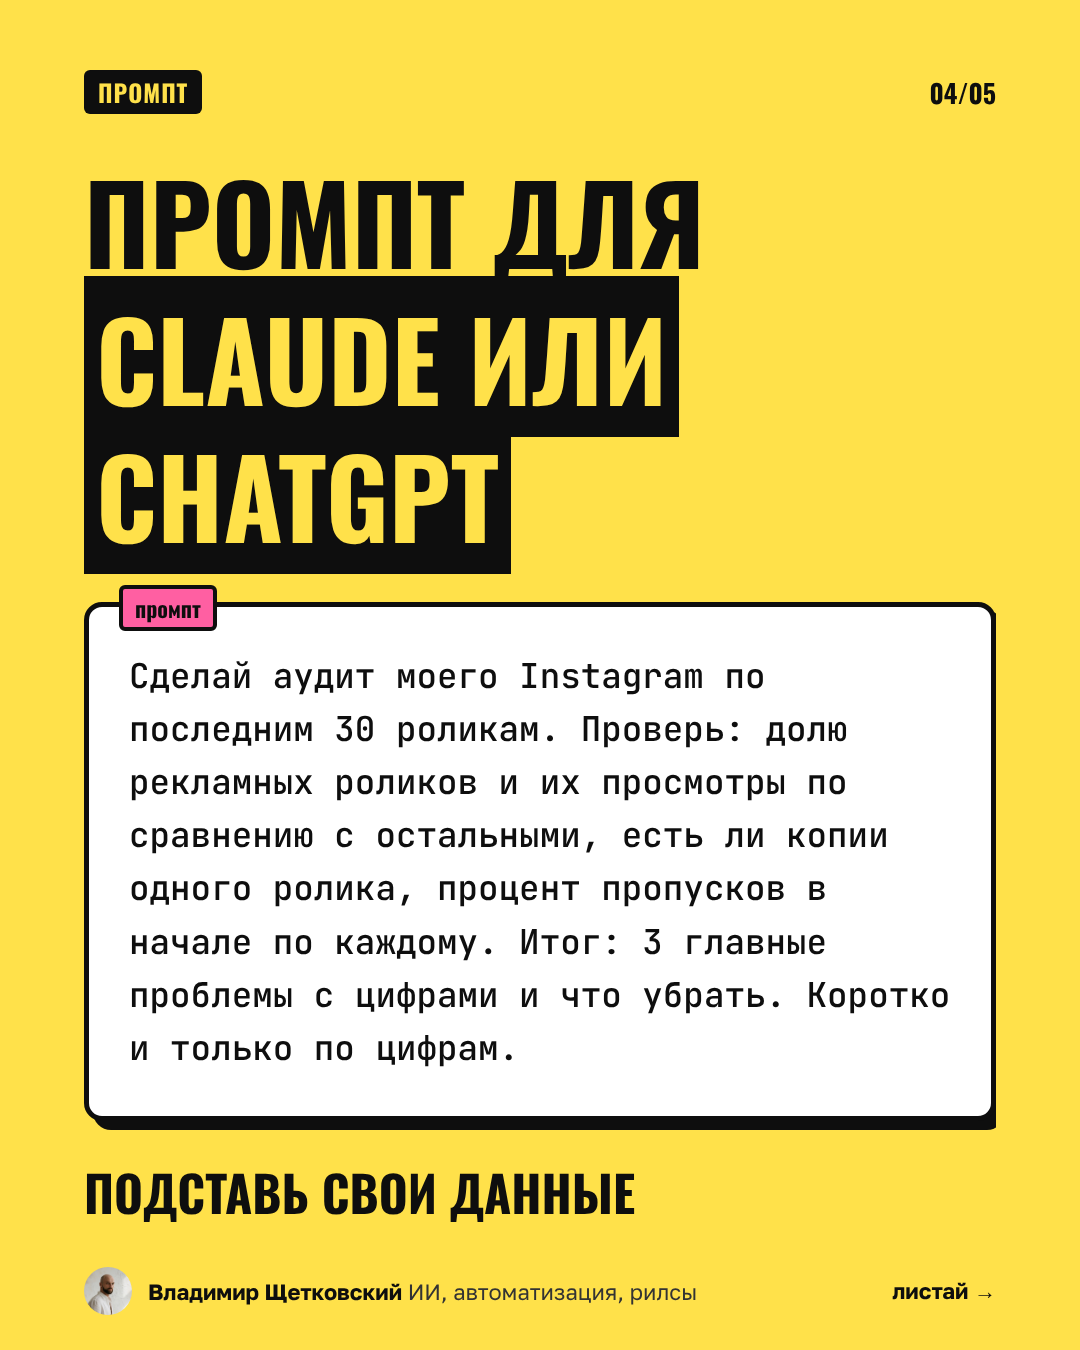 ПРОМПТ
04/05
ПРОМПТ ДЛЯ
CLAUDE ИЛИ
CHATGPT
промпт
Сделай аудит моего Instagram по
последним 30 роликам. Проверь: долю
рекламных роликов и их просмотры по
сравнению с остальными, есть ли копии
одного ролика, процент пропусков в
начале по каждому. Итог: 3 главные
проблемы с цифрами и что убрать. Коротко
и только по цифрам.
ПОДСТАВЬ СВОИ ДАННЫЕ
Владимир Щетковский ИИ, автоматизация, рилсы
листай →